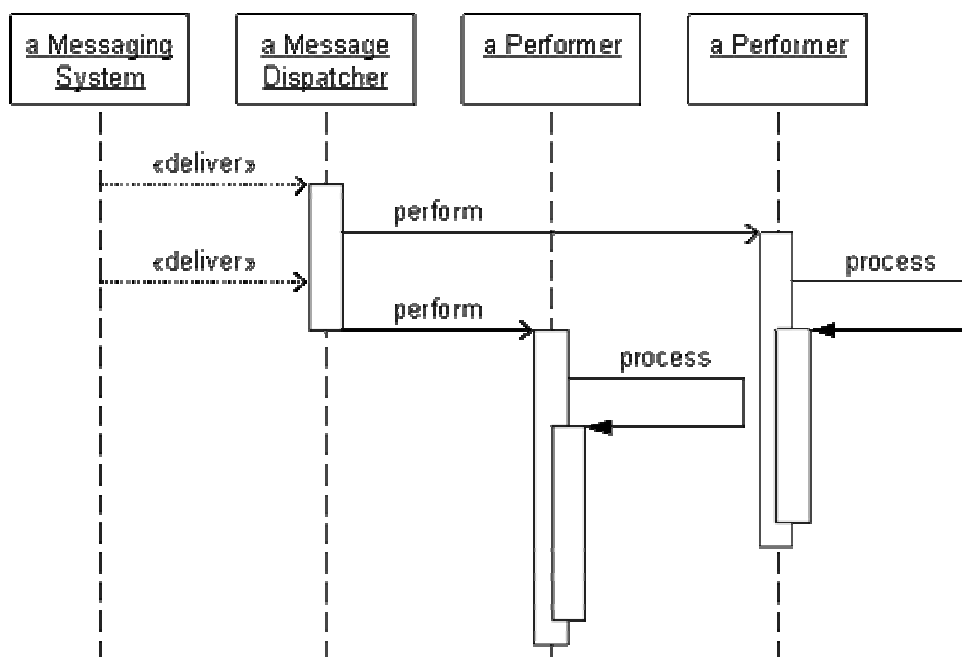 a Messaging
System
a Message
Dispatcher
a Performer
a Performer
«deliver»
perform
«deliver»
process
perform
process